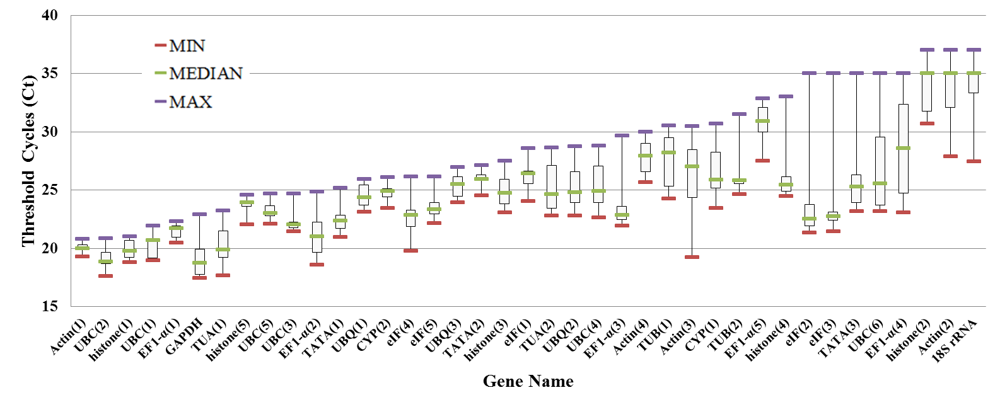 40
35
30
25
20
15
Threshold Cycles (Ct)
MIN
MEDIAN
MAX
Actin(1)
UBC(2)
histone(1)
UBC(1)
EF1-α(1)
GAPDH
TUA(1)
histone(5)
UBC(5)
UBC(3)
EF1-α(2)
TATA(1)
UBQ(1)
CYP(2)
eIF(4)
eIF(5)
UBQ(3)
TATA(2)
histone(3)
eIF(1)
TUA(2)
UBQ(2)
UBC(4)
EF1-α(3)
Actin(4)
TUB(1)
Actin(3)
CYP(1)
TUB(2)
EF1-α(5)
histone(4)
eIF(2)
eIF(3)
TATA(3)
UBC(6)
EF1-α(4)
histone(2)
Actin(2)
18S rRNA
Gene Name